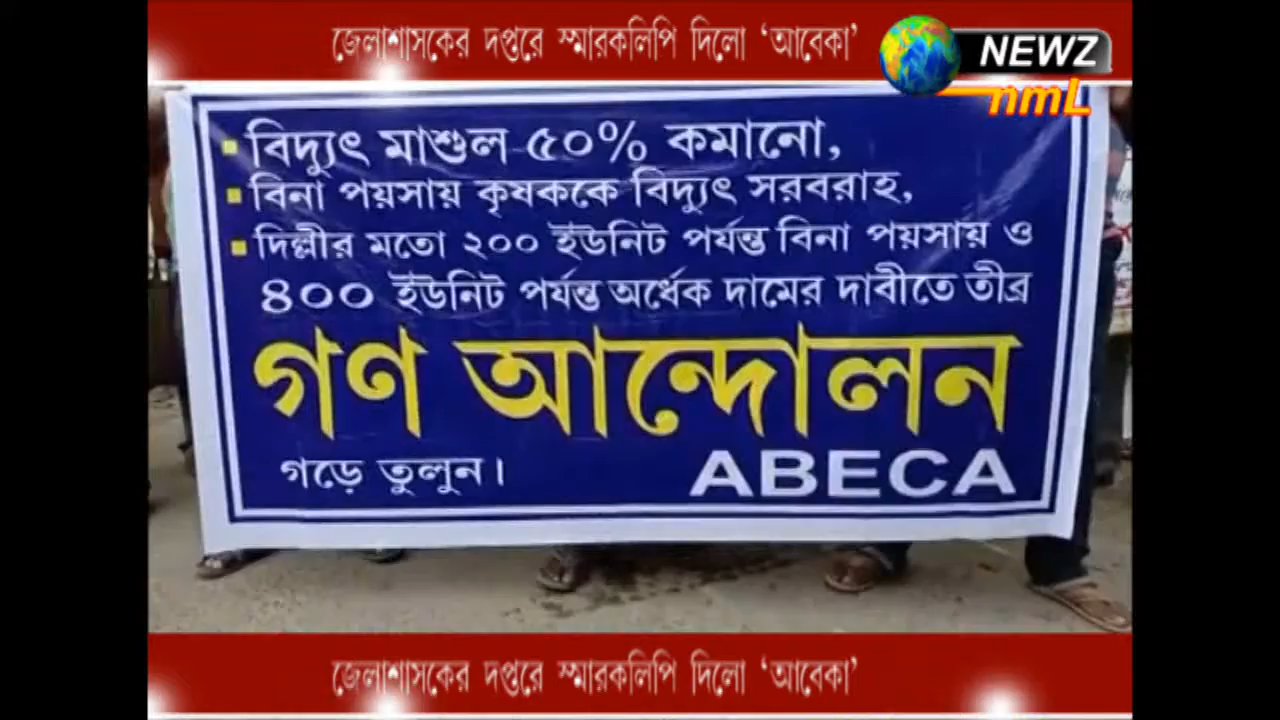 জেলাশাসকের দপ্তরে স্মারকলিপি দিলো ‘আবেকা’
NEWZ
nmL
বিদ্যুৎ মাশুল ৫০% কমানো,
বিনা পয়সায় কৃষককে বিদ্যুৎ সরবরাহ,
দিল্লীর মতো ২০০ ইউনিট পর্যন্ত বিনা পয়সায় ও
৪০০ ইউনিট পর্যন্ত অর্ধেক দামের দাবীতে তীব্র
গণ আন্দোলন
গড়ে তুলুন।
ABECA
জেলাশাসকের দপ্তরে স্মারকলিপি দিলো ‘আবেকা’